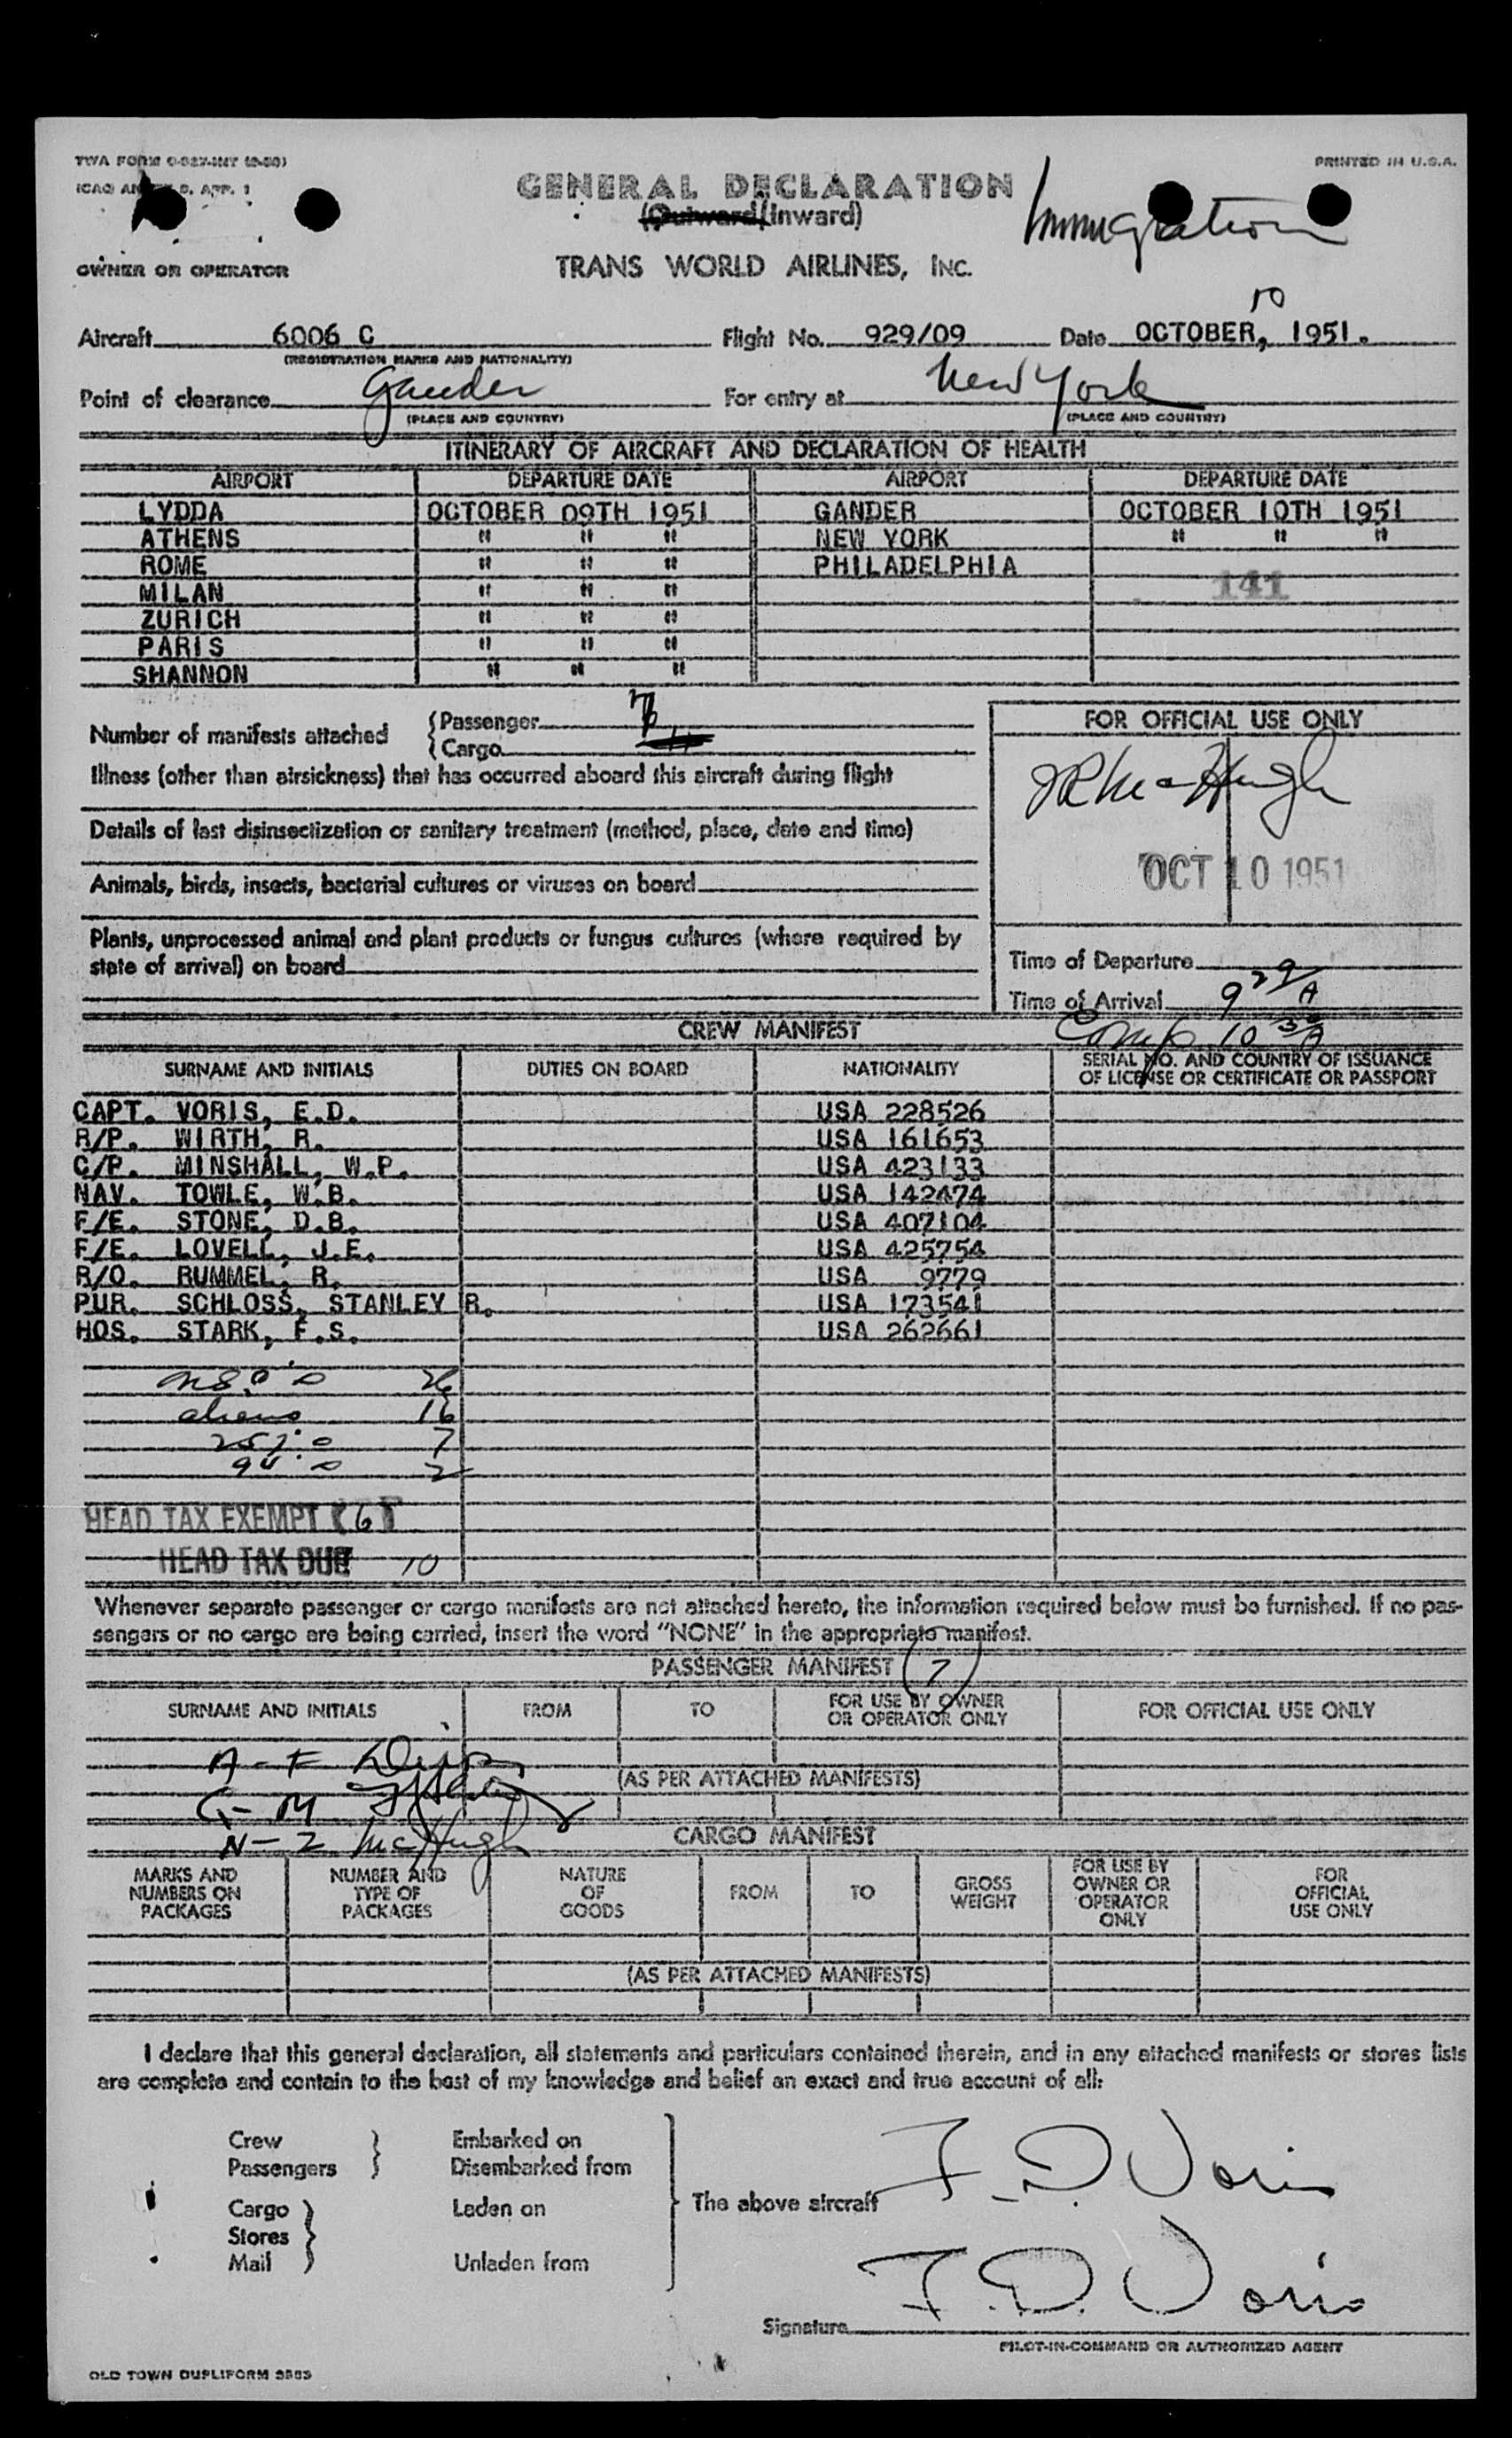 TWA FORM
PRINTED IN U.S.A.
ICAO ANNEX 9, APP. 1
GENERAL DECLARATION
(Outward/Inward)
Immigration
OWNER OR OPERATOR
TRANS WORLD AIRLINES, INC.
10
Aircraft 6006 C Flight No. 929/09 Date OCTOBER, 1951.
(REGISTRATION MARKS AND NATIONALITY)
Point of clearance Gander For entry at New York
(PLACE AND COUNTRY) (PLACE AND COUNTRY)
ITINERARY OF AIRCRAFT AND DECLARATION OF HEALTH
AIRPORT DEPARTURE DATE AIRPORT DEPARTURE DATE
LYDDA OCTOBER 09TH 1951 GANDER OCTOBER 10TH 1951
ATHENS " " " NEW YORK " " "
ROME " " " PHILADELPHIA
MILAN " " " 141
ZURICH " " "
PARIS " " "
SHANNON " " "
Number of manifests attached {Passenger
{Cargo
FOR OFFICIAL USE ONLY
Illness (other than airsickness) that has occurred aboard this aircraft during flight
JR McHugh
Details of last disinsectization or sanitary treatment (method, place, date and time)
OCT 10 1951
Animals, birds, insects, bacterial cultures or viruses on board
Plants, unprocessed animal and plant products or fungus cultures (where required by
state of arrival) on board
Time of Departure
Time of Arrival 9 29/A
CREW MANIFEST Comp 10 30/A
SURNAME AND INITIALS DUTIES ON BOARD NATIONALITY SERIAL NO. AND COUNTRY OF ISSUANCE
OF LICENSE OR CERTIFICATE OR PASSPORT
CAPT. VORIS, E.D. USA 228526
R/P. WIRTH, R. USA 161653
C/P. MINSHALL, W.P. USA 423133
NAV. TOWLE, W.B. USA 142474
F/E. STONE, D.B. USA 407104
F/E. LOVELL, J.E. USA 425754
R/O. RUMMEL, R. USA 9779
PUR. SCHLOSS, STANLEY R. USA 173541
HOS. STARK, F.S. USA 262661
26
aliens 16
257's 7
2
HEAD TAX EXEMPT 6
HEAD TAX DUE 10
Whenever separate passenger or cargo manifests are not attached hereto, the information required below must be furnished. If no pas-
sengers or no cargo are being carried, insert the word "NONE" in the appropriate manifest.
PASSENGER MANIFEST (7)
SURNAME AND INITIALS FROM TO FOR USE BY OWNER
OR OPERATOR ONLY FOR OFFICIAL USE ONLY
A - F
(AS PER ATTACHED MANIFESTS)
G - M
N - Z McHugh
CARGO MANIFEST
MARKS AND
NUMBERS ON
PACKAGES NUMBER AND
TYPE OF
PACKAGES NATURE
OF
GOODS FROM TO GROSS
WEIGHT FOR USE BY
OWNER OR
OPERATOR
ONLY FOR
OFFICIAL
USE ONLY
(AS PER ATTACHED MANIFESTS)
I declare that this general declaration, all statements and particulars contained therein, and in any attached manifests or stores lists
are complete and contain to the best of my knowledge and belief an exact and true account of all:
Crew } Embarked on
Passengers } Disembarked from
Cargo } Laden on
Stores }
Mail } Unladen from
The above aircraft F.D. Voris
F.D. Voris
Signature
PILOT-IN-COMMAND OR AUTHORIZED AGENT
OLD TOWN DUPLIFORM